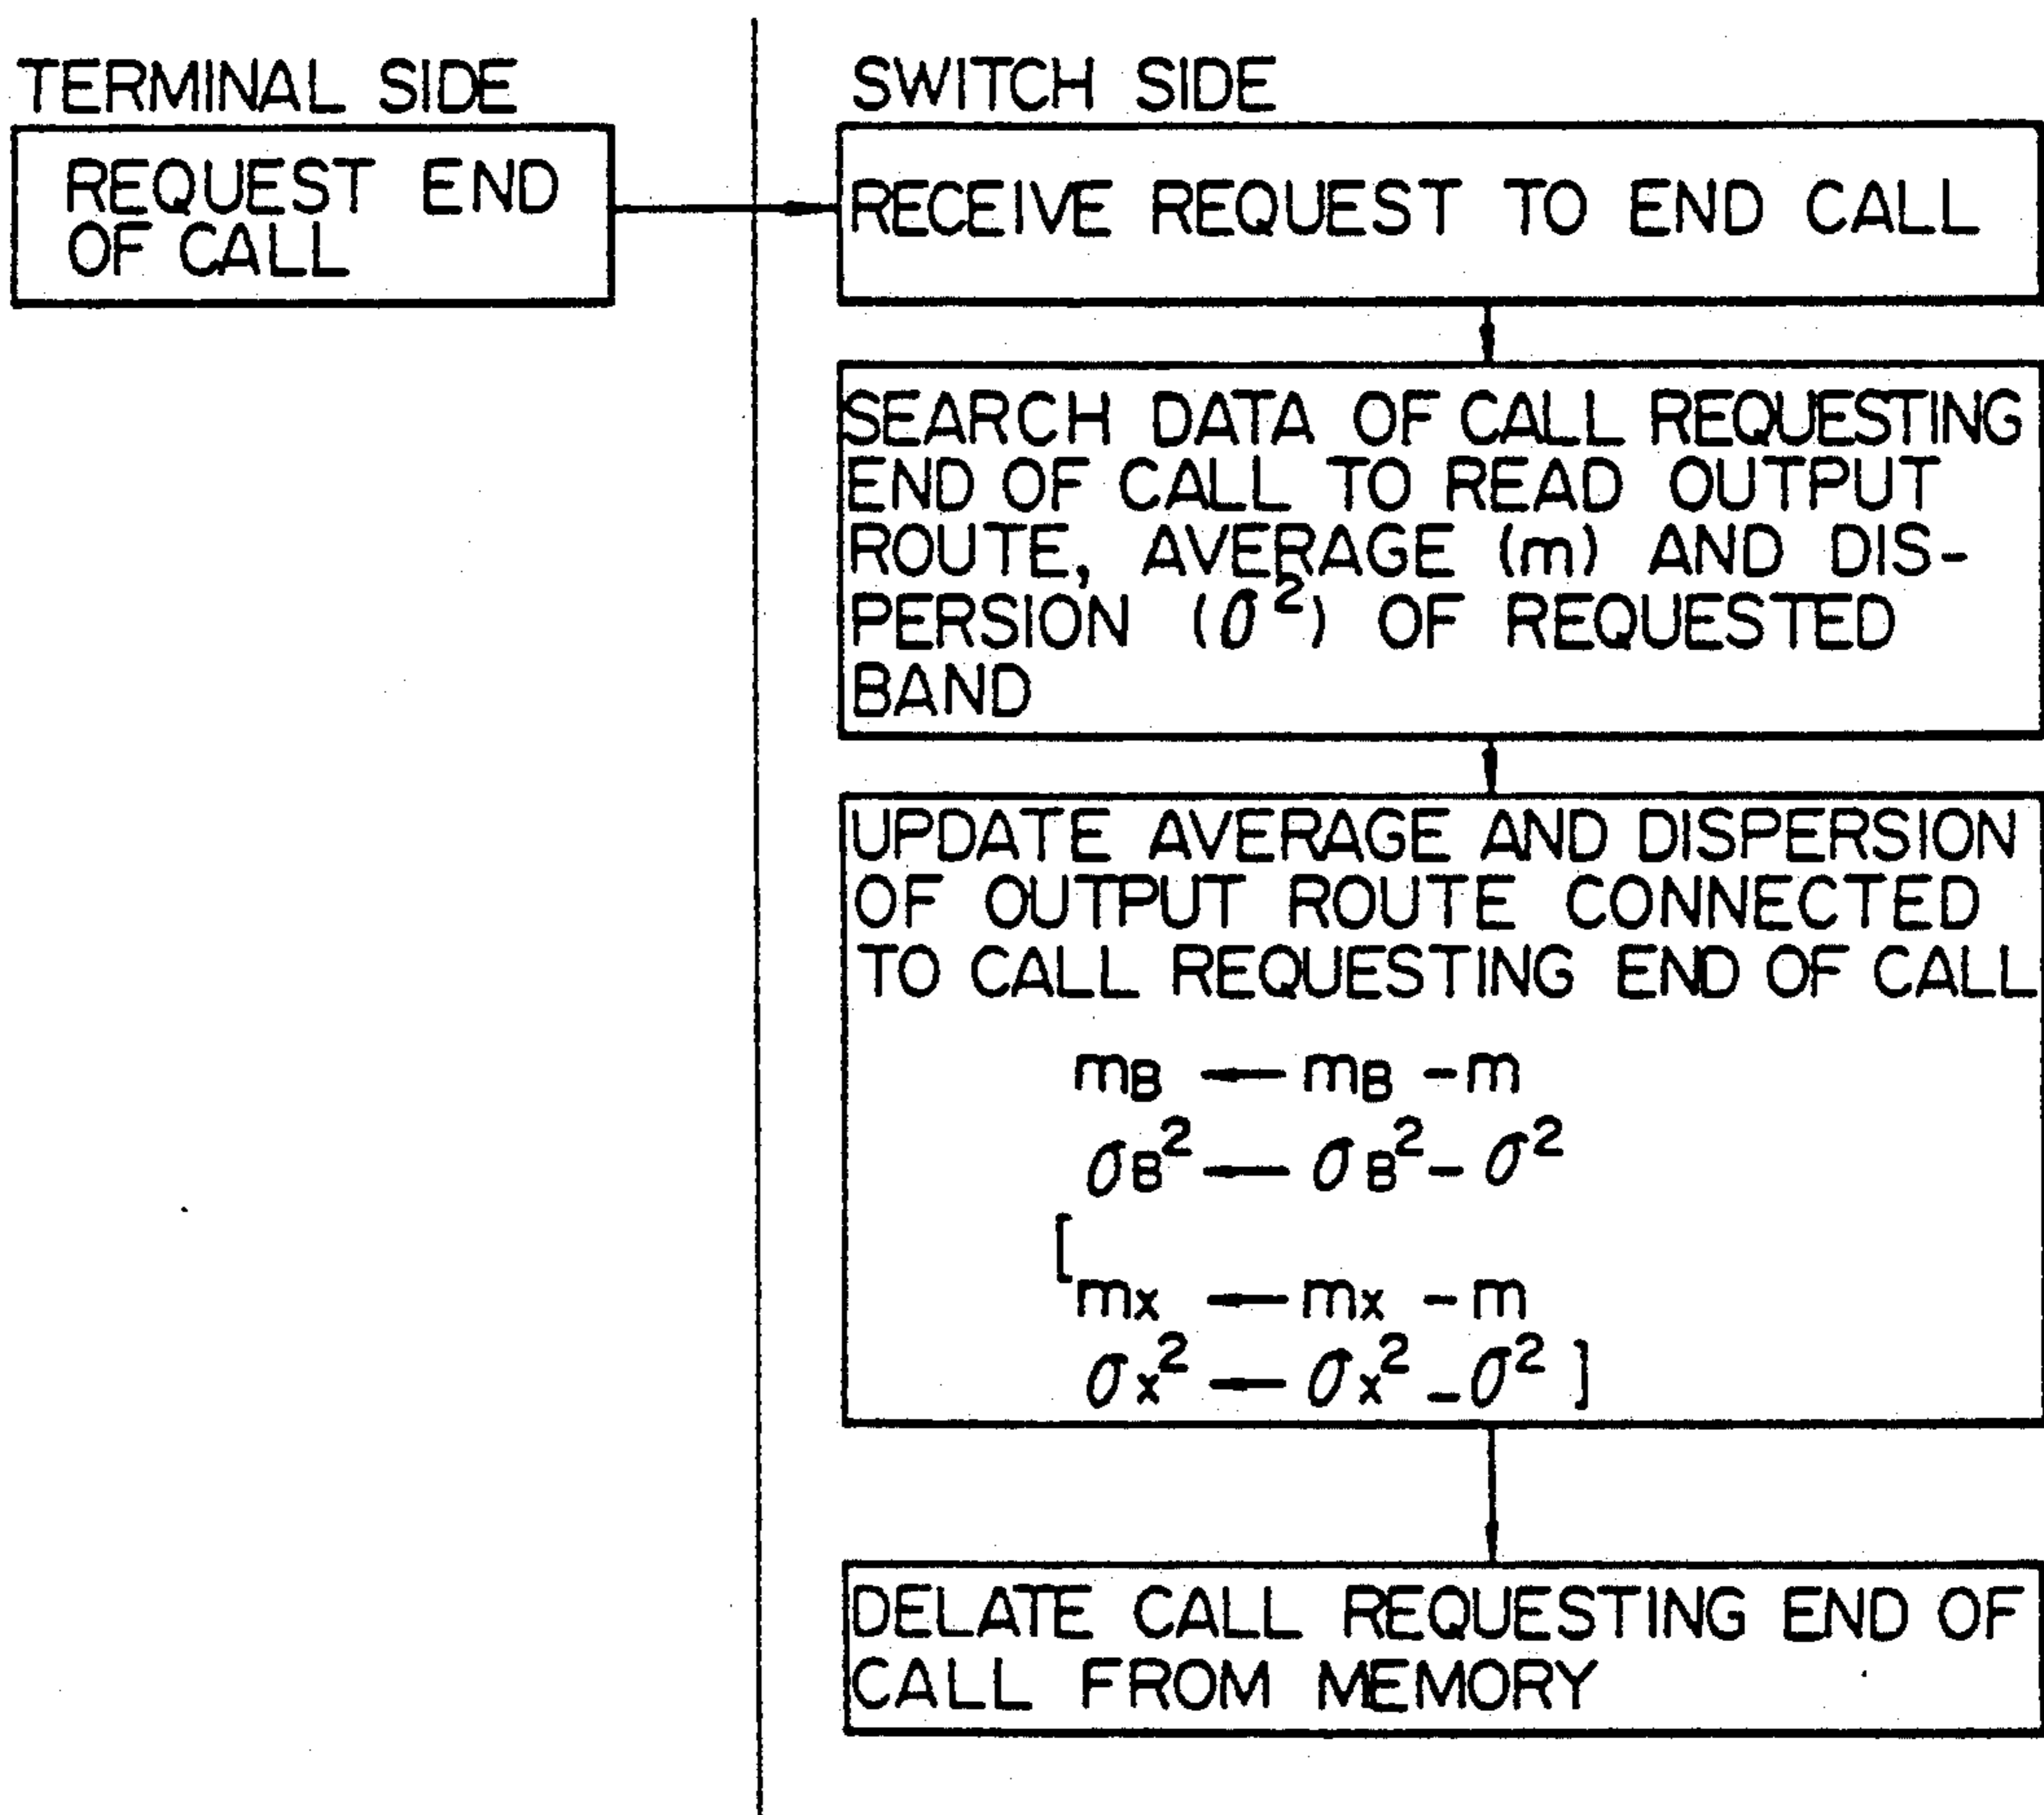 TERMINAL SIDE
REQUEST END
OF CALL
SWITCH SIDE
RECEIVE REQUEST TO END CALL
SEARCH DATA OF CALL REQUESTING
END OF CALL TO READ OUTPUT
ROUTE, AVERAGE (m) AND DIS-
PERSION (σ²) OF REQUESTED
BAND
UPDATE AVERAGE AND DISPERSION
OF OUTPUT ROUTE CONNECTED
TO CALL REQUESTING END OF CALL
mB ← mB - m
σB² ← σB² - σ²
[
mx ← mx - m
σx² ← σx² - σ² ]
DELATE CALL REQUESTING END OF
CALL FROM MEMORY